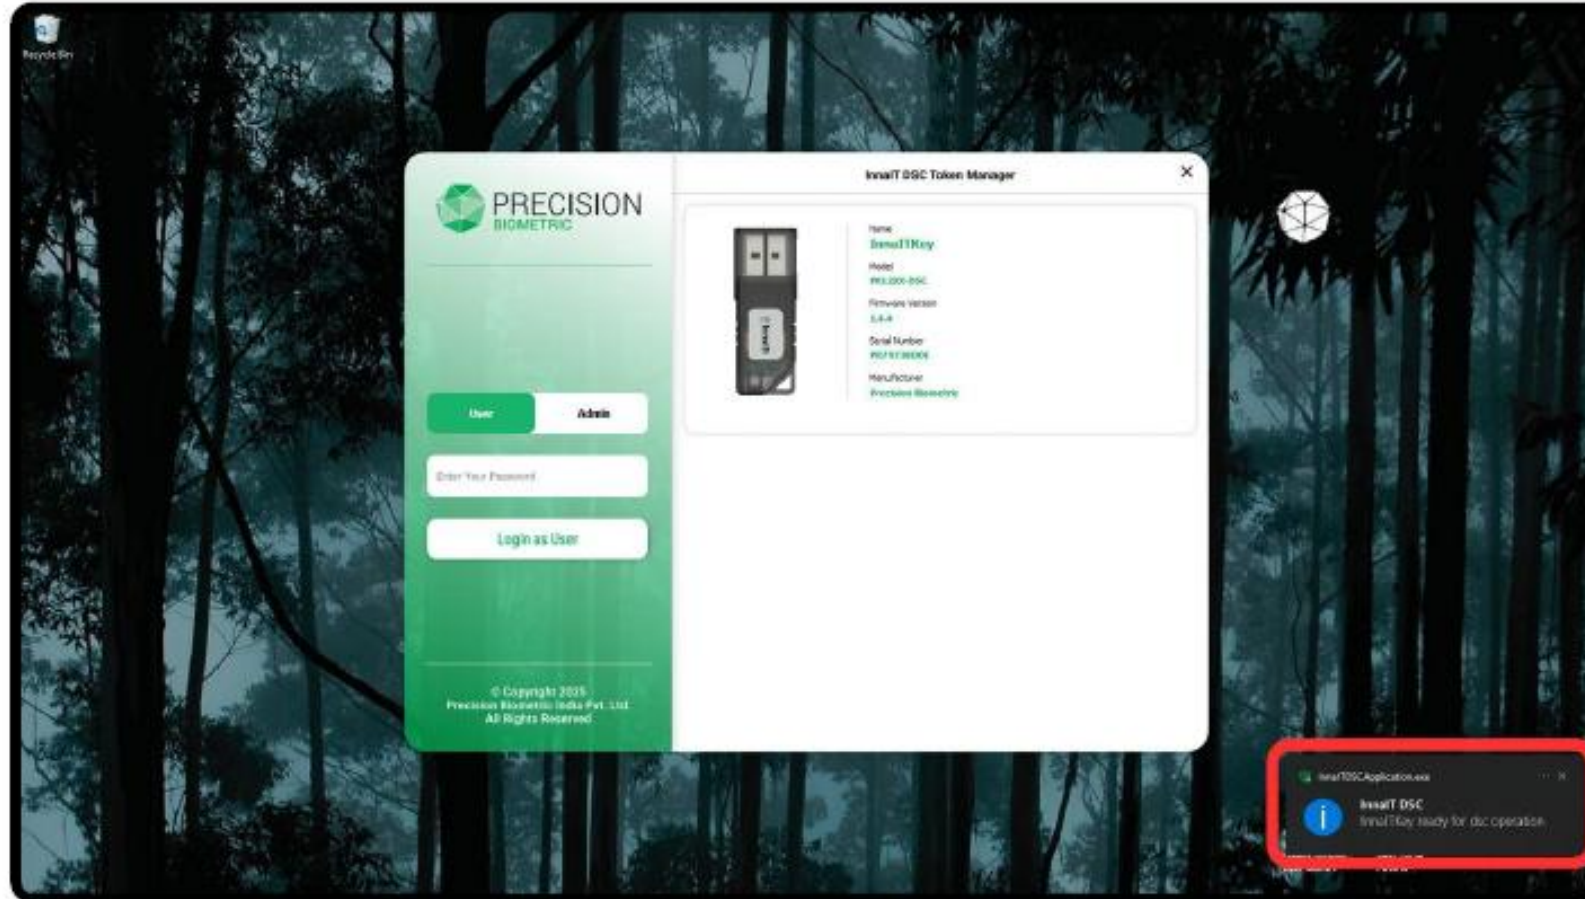 Recycle Bin
PRECISION
BIOMETRIC
User
Admin
Enter Your Password
Login as User
© Copyright 2025
Precision Biometric India Pvt. Ltd
All Rights Reserved
InnaIT DSC Token Manager
Name
InnaITKey
Model
Firmware Version
Serial Number
Manufacturer
Precision Biometric
InnaIT
InnaITDSCApplication.exe
InnaIT DSC
InnaITKey ready for dsc operation